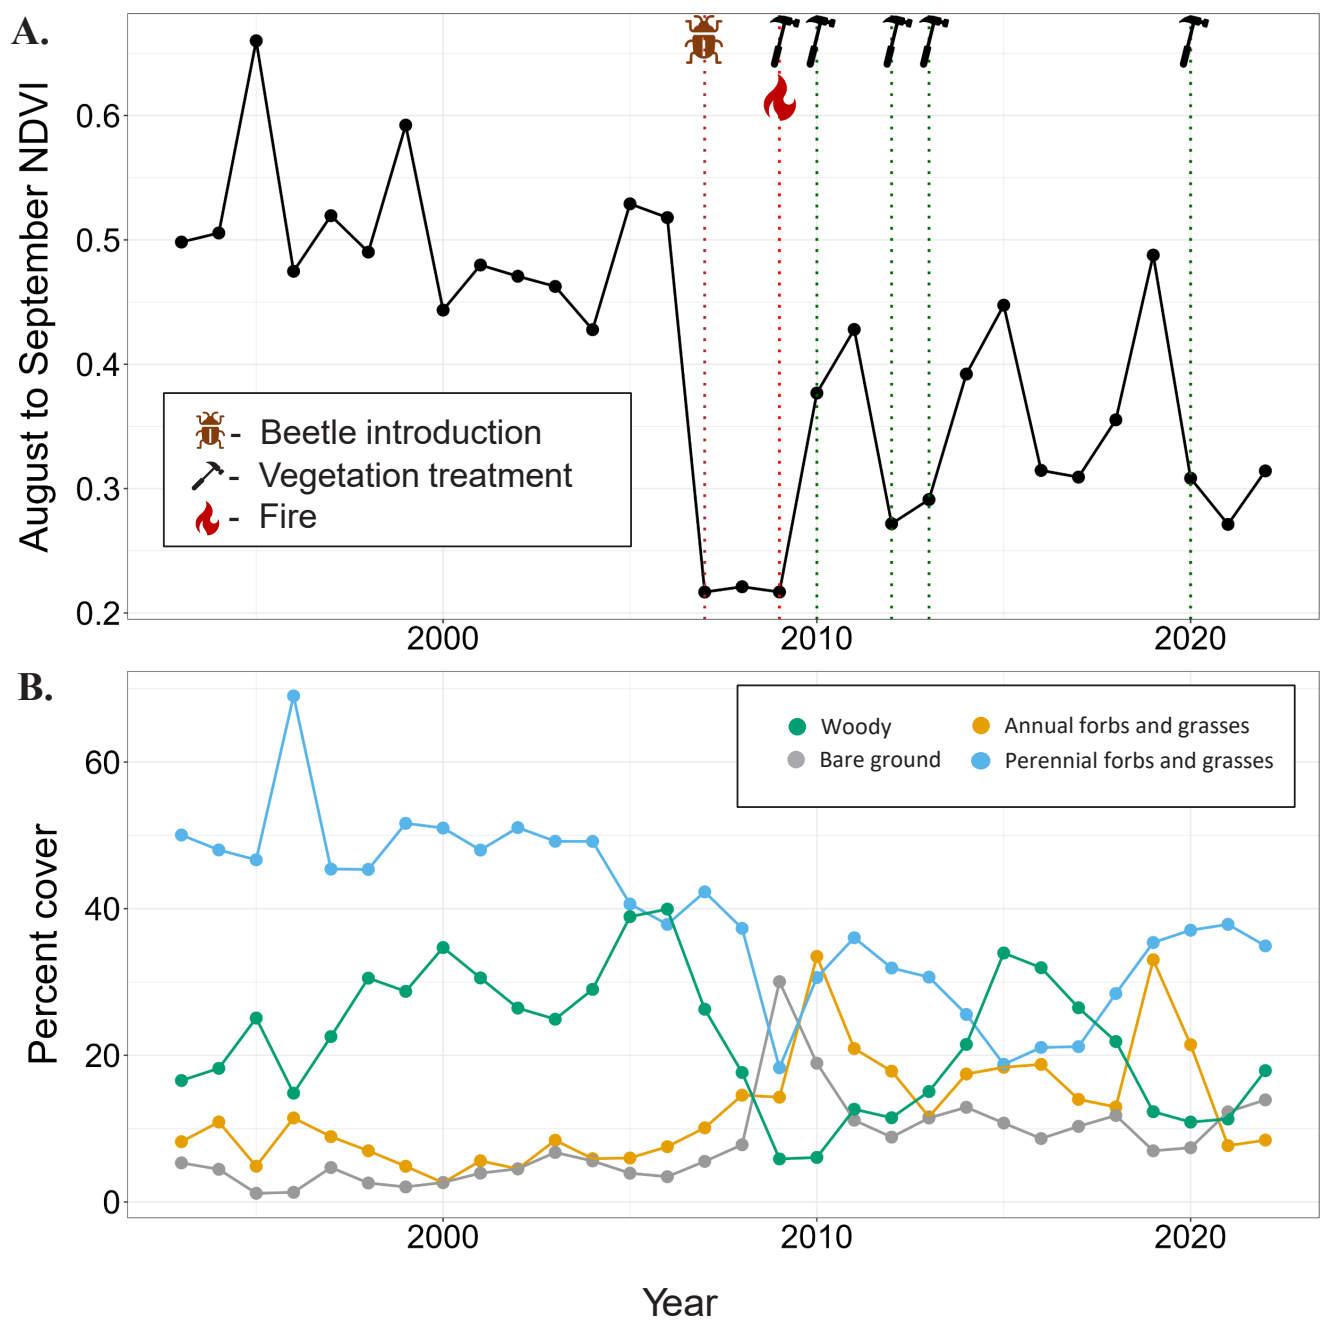 A.
August to September NDVI
0.6
0.5
0.4
0.3
0.2
- Beetle introduction
- Vegetation treatment
- Fire
2000 2010 2020
B.
Percent cover
60
40
20
0
Woody Annual forbs and grasses
Bare ground Perennial forbs and grasses
2000 2010 2020
Year